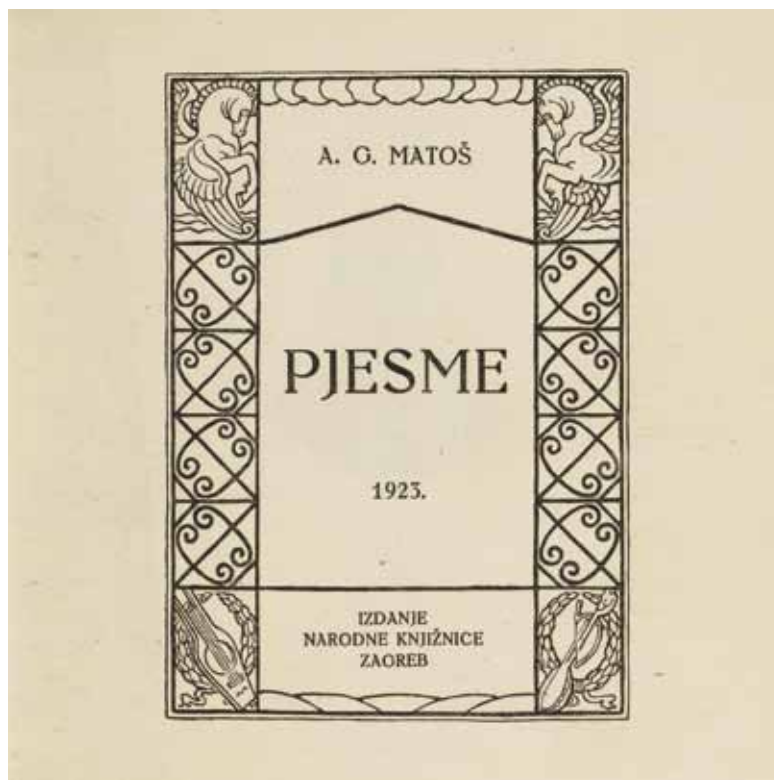 A. G. MATOŠ
PJESME
1923.
IZDANJE
NARODNE KNJIŽNICE
ZAGREB